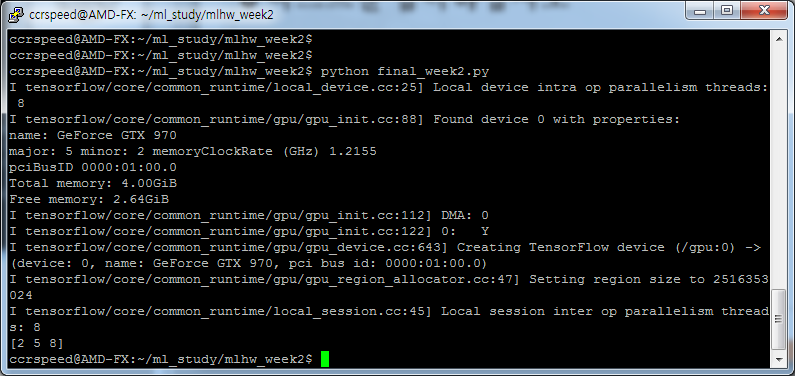 ccrspeed@AMD-FX: ~/ml_study/mlhw_week2
ccrspeed@AMD-FX:~/ml_study/mlhw_week2$
ccrspeed@AMD-FX:~/ml_study/mlhw_week2$
ccrspeed@AMD-FX:~/ml_study/mlhw_week2$ python final_week2.py
I tensorflow/core/common_runtime/local_device.cc:25] Local device intra op parallelism threads:
 8
I tensorflow/core/common_runtime/gpu/gpu_init.cc:88] Found device 0 with properties:
name: GeForce GTX 970
major: 5 minor: 2 memoryClockRate (GHz) 1.2155
pciBusID 0000:01:00.0
Total memory: 4.00GiB
Free memory: 2.64GiB
I tensorflow/core/common_runtime/gpu/gpu_init.cc:112] DMA: 0
I tensorflow/core/common_runtime/gpu/gpu_init.cc:122] 0:   Y
I tensorflow/core/common_runtime/gpu/gpu_device.cc:643] Creating TensorFlow device (/gpu:0) ->
(device: 0, name: GeForce GTX 970, pci bus id: 0000:01:00.0)
I tensorflow/core/common_runtime/gpu/gpu_region_allocator.cc:47] Setting region size to 2516353
024
I tensorflow/core/common_runtime/local_session.cc:45] Local session inter op parallelism thread
s: 8
[2 5 8]
ccrspeed@AMD-FX:~/ml_study/mlhw_week2$